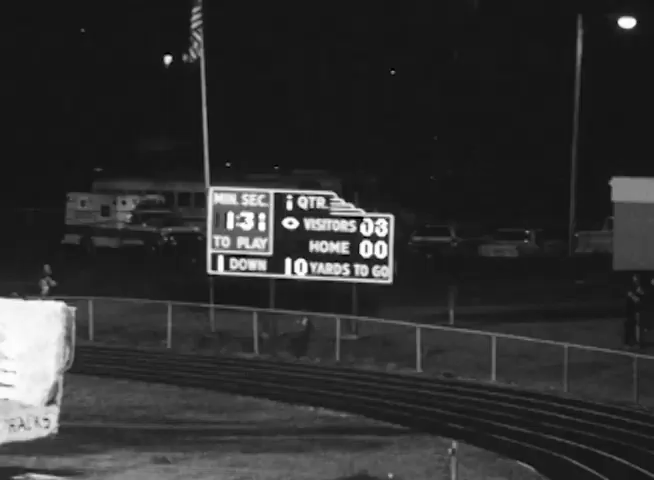 MIN. SEC. 1 QTR.
1:31 VISITORS 03
TO PLAY HOME 00
1 DOWN 10 YARDS TO GO